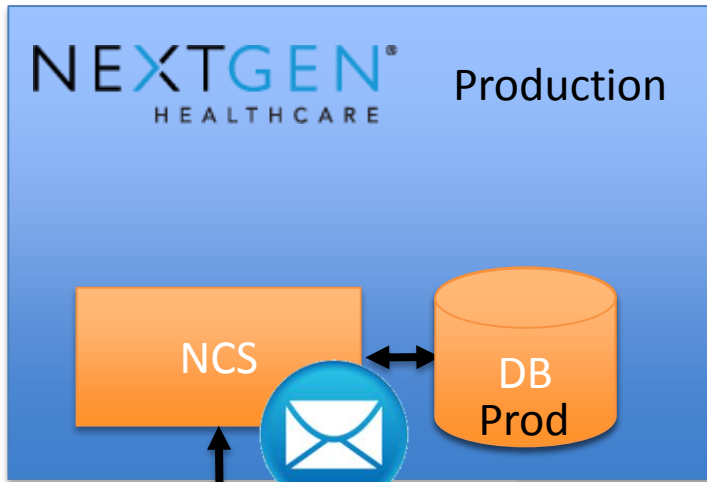 NEXTGEN®
HEALTHCARE
Production
NCS
DB
Prod